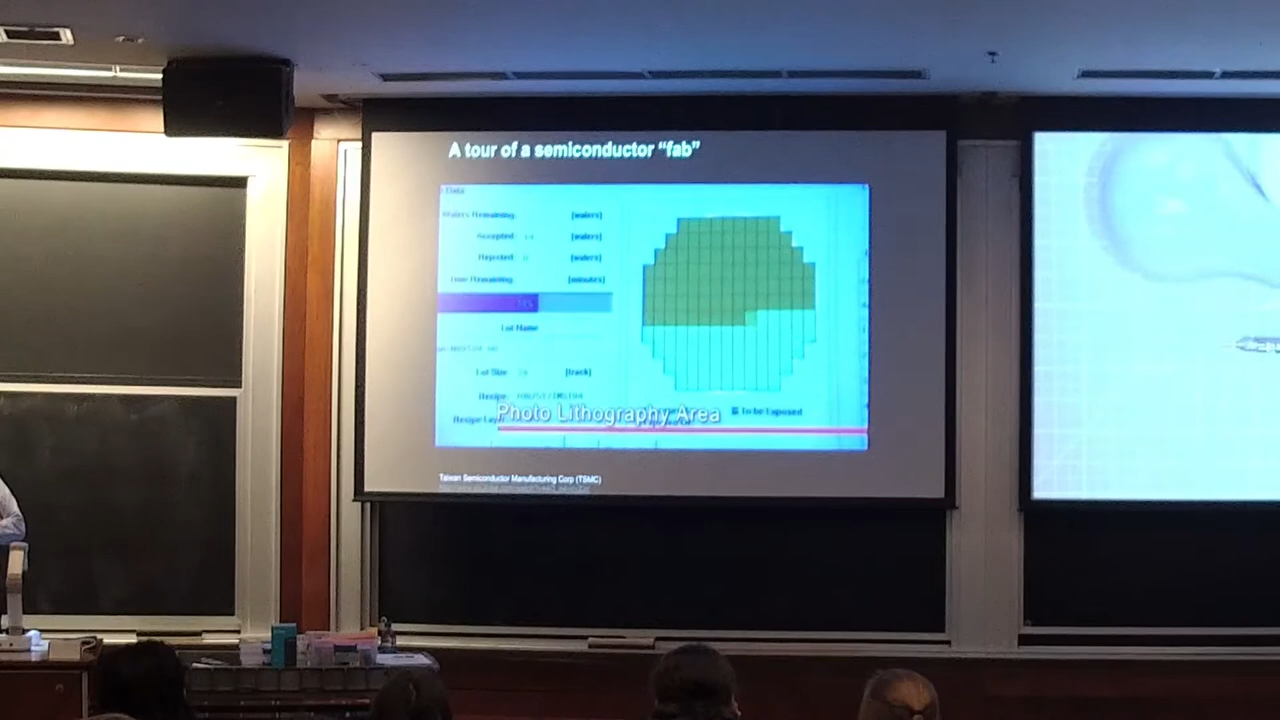 A tour of a semiconductor “fab”
Data
Wafers Remaining (wafers)
Accepted (wafers)
Rejected (wafers)
Time Remaining (minutes)
Lot Name
Lot Size (track)
Recipe
Photo Lithography Area
To be Exposed
Taiwan Semiconductor Manufacturing Corp (TSMC)